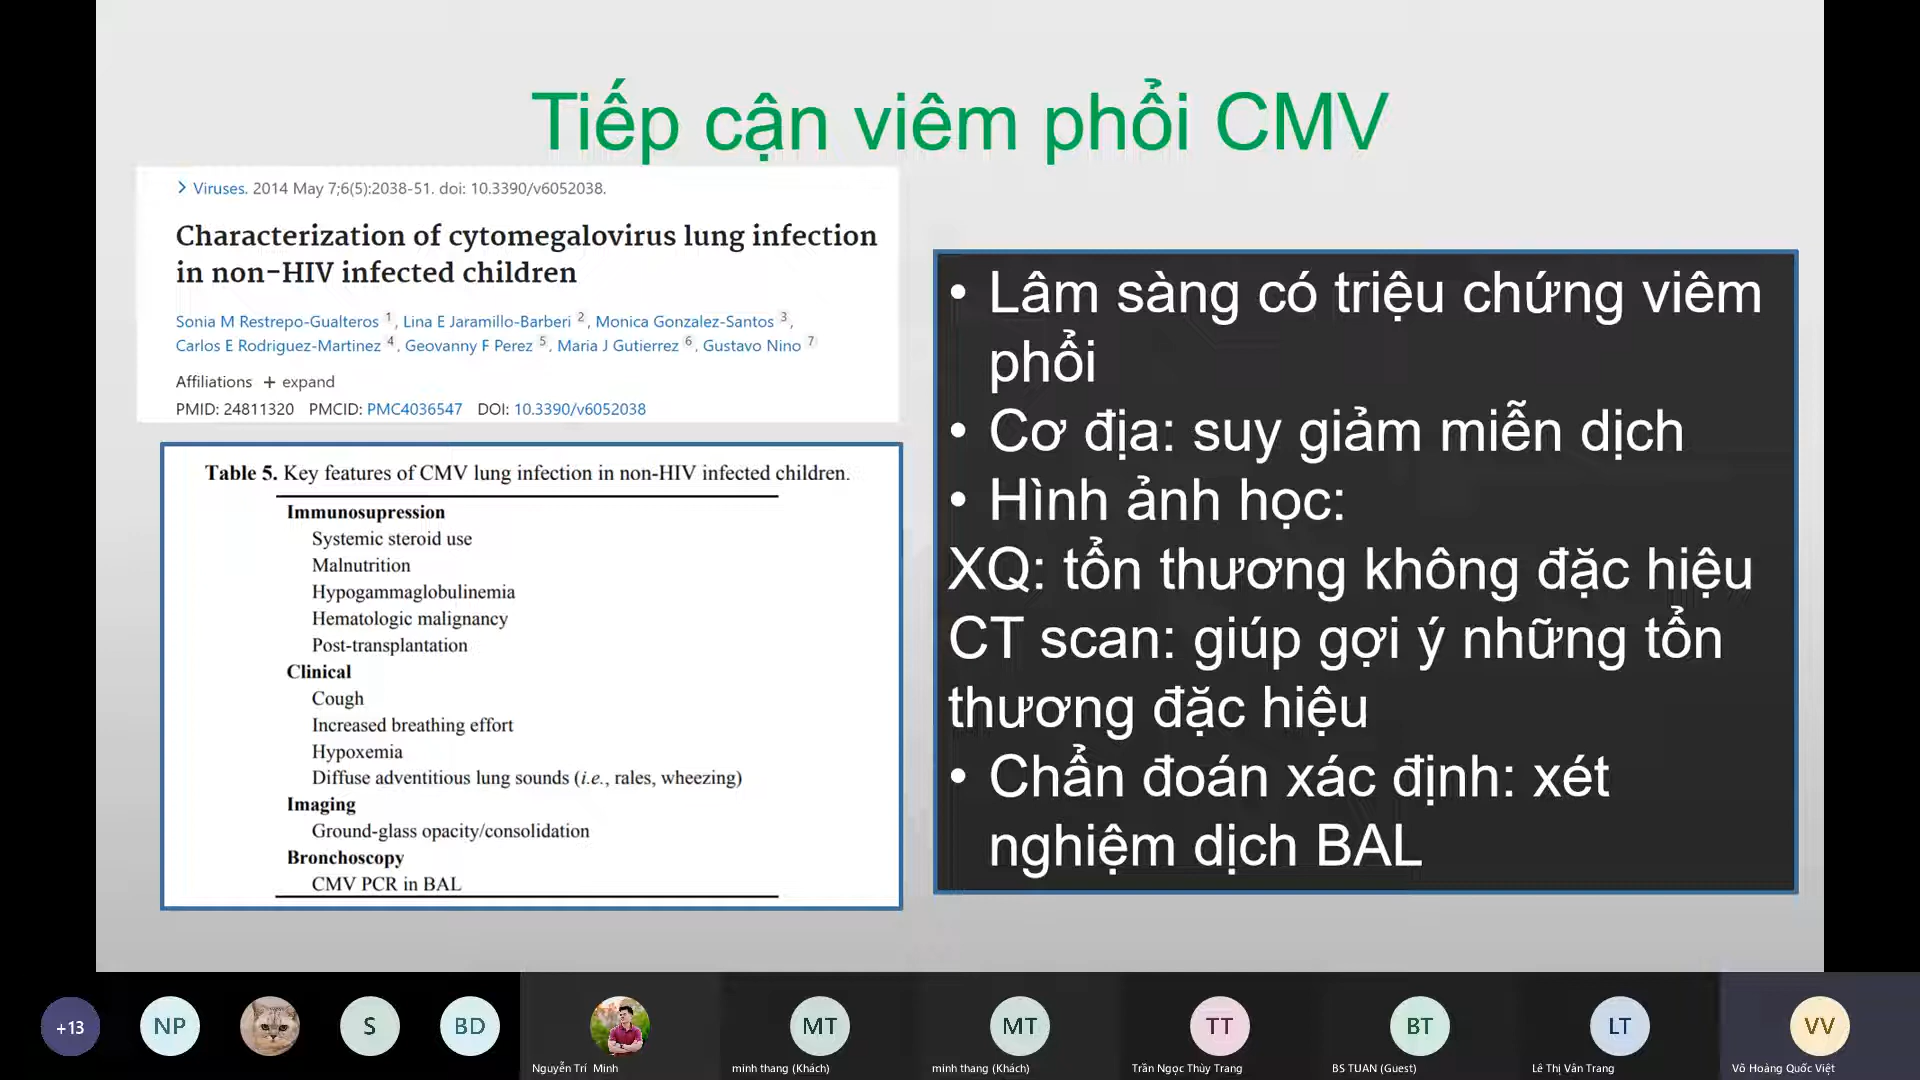 Tiếp cận viêm phổi CMV
Viruses. 2014 May 7;6(5):2038-51. doi: 10.3390/v6052038.
Characterization of cytomegalovirus lung infection
in non-HIV infected children
Sonia M Restrepo-Gualteros 1, Lina E Jaramillo-Barberi 2, Monica Gonzalez-Santos 3,
Carlos E Rodriguez-Martinez 4, Geovanny F Perez 5, Maria J Gutierrez 6, Gustavo Nino 7
Affiliations + expand
PMID: 24811320 PMCID: PMC4036547 DOI: 10.3390/v6052038
Table 5. Key features of CMV lung infection in non-HIV infected children.
Immunosupression
Systemic steroid use
Malnutrition
Hypogammaglobulinemia
Hematologic malignancy
Post-transplantation
Clinical
Cough
Increased breathing effort
Hypoxemia
Diffuse adventitious lung sounds (i.e., rales, wheezing)
Imaging
Ground-glass opacity/consolidation
Bronchoscopy
CMV PCR in BAL
• Lâm sàng có triệu chứng viêm
phổi
• Cơ địa: suy giảm miễn dịch
• Hình ảnh học:
XQ: tổn thương không đặc hiệu
CT scan: giúp gợi ý những tổn
thương đặc hiệu
• Chẩn đoán xác định: xét
nghiệm dịch BAL
+13
NP
S
BD
MT
MT
TT
BT
LT
VV
Nguyễn Trí Minh
minh thang (Khách)
minh thang (Khách)
Trần Ngọc Thùy Trang
BS TUAN (Guest)
Lê Thị Vân Trang
Võ Hoàng Quốc Việt